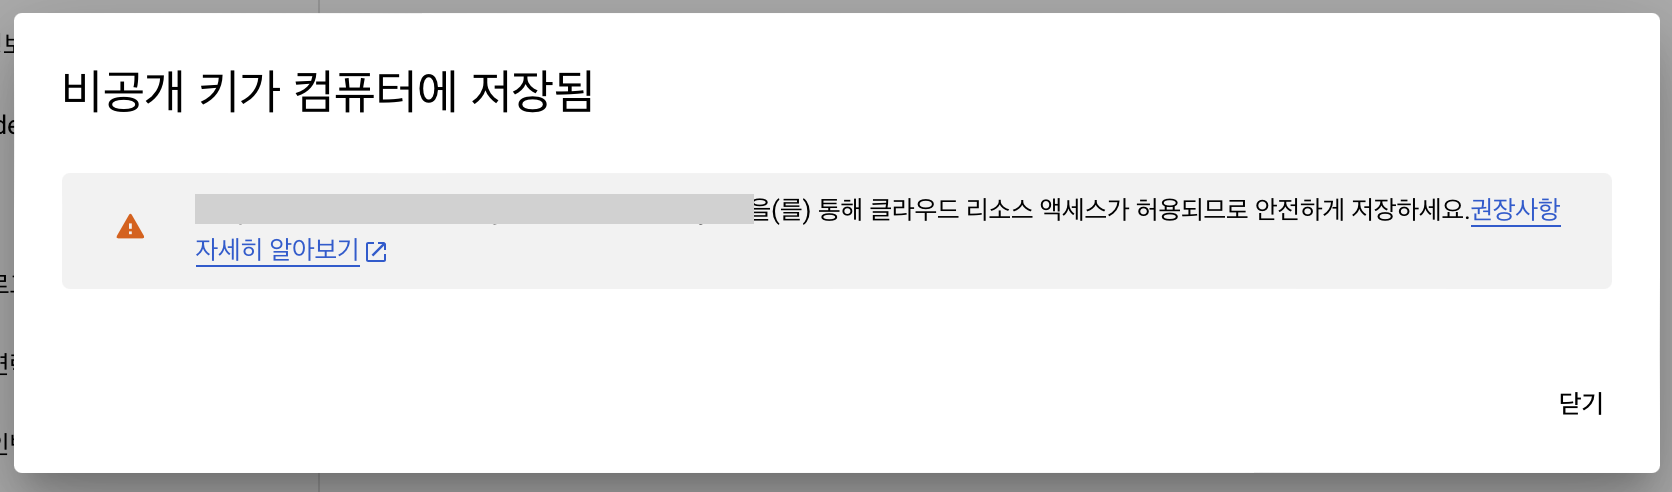 비공개 키가 컴퓨터에 저장됨
을(를) 통해 클라우드 리소스 액세스가 허용되므로 안전하게 저장하세요.권장사항
자세히 알아보기
닫기